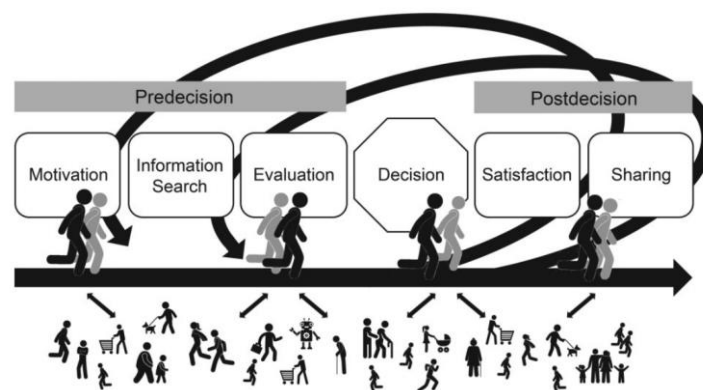 Predecision
Postdecision
Motivation
Information
Search
Evaluation
Decision
Satisfaction
Sharing